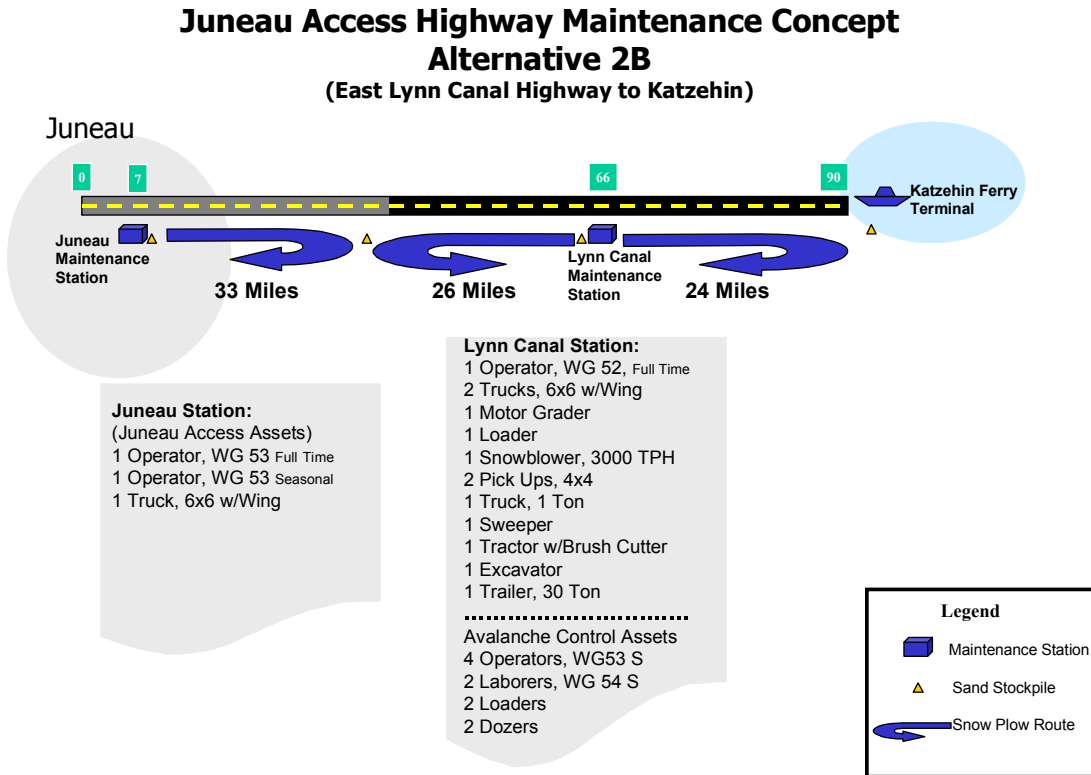 Juneau Access Highway Maintenance Concept
Alternative 2B
(East Lynn Canal Highway to Katzehin)
Juneau
0
7
66
90
Katzehin Ferry
Terminal
Juneau
Maintenance
Station
Lynn Canal
Maintenance
Station
33 Miles
26 Miles
24 Miles
Juneau Station:
(Juneau Access Assets)
1 Operator, WG 53 Full Time
1 Operator, WG 53 Seasonal
1 Truck, 6x6 w/Wing
Lynn Canal Station:
1 Operator, WG 52, Full Time
2 Trucks, 6x6 w/Wing
1 Motor Grader
1 Loader
1 Snowblower, 3000 TPH
2 Pick Ups, 4x4
1 Truck, 1 Ton
1 Sweeper
1 Tractor w/Brush Cutter
1 Excavator
1 Trailer, 30 Ton
Avalanche Control Assets
4 Operators, WG53 S
2 Laborers, WG 54 S
2 Loaders
2 Dozers
Legend
Maintenance Station
Sand Stockpile
Snow Plow Route